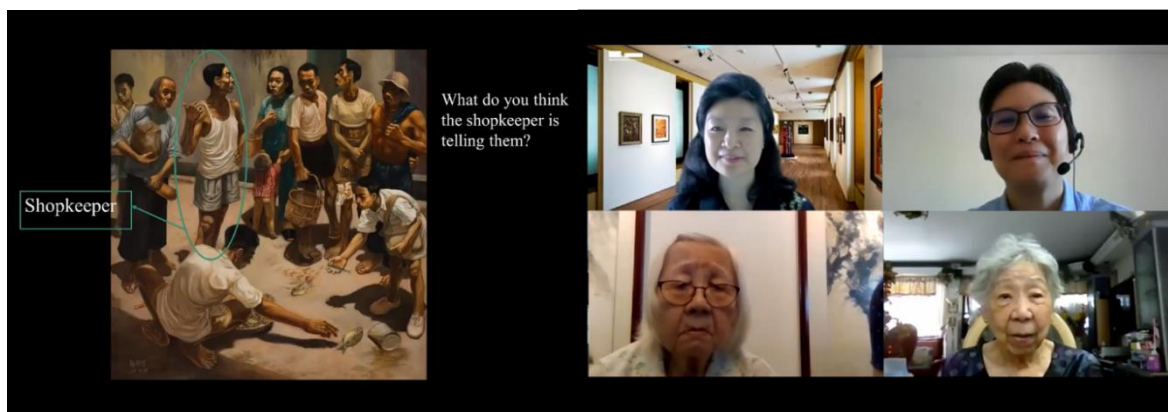 Shopkeeper
What do you think
the shopkeeper is
telling them?